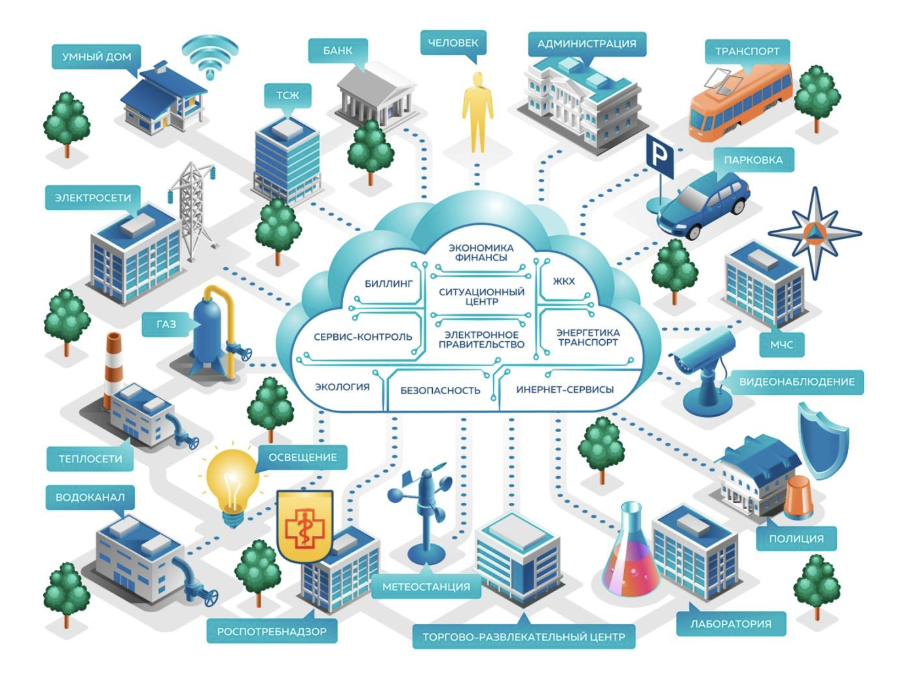 УМНЫЙ ДОМ
БАНК
ЧЕЛОВЕК
АДМИНИСТРАЦИЯ
ТРАНСПОРТ
ТСЖ
P
ПАРКОВКА
ЭЛЕКТРОСЕТИ
ЭКОНОМИКА
ФИНАНСЫ
БИЛЛИНГ
СИТУАЦИОННЫЙ
ЦЕНТР
ЖКХ
ГАЗ
СЕРВИС-КОНТРОЛЬ
ЭЛЕКТРОННОЕ
ПРАВИТЕЛЬСТВО
ЭНЕРГЕТИКА
ТРАНСПОРТ
МЧС
ЭКОЛОГИЯ
БЕЗОПАСНОСТЬ
ИНЕРНЕТ-СЕРВИСЫ
ВИДЕОНАБЛЮДЕНИЕ
ТЕПЛОСЕТИ
ОСВЕЩЕНИЕ
ВОДОКАНАЛ
ПОЛИЦИЯ
МЕТЕОСТАНЦИЯ
РОСПОТРЕБНАДЗОР
ТОРГОВО-РАЗВЛЕКАТЕЛЬНЫЙ ЦЕНТР
ЛАБОРАТОРИЯ